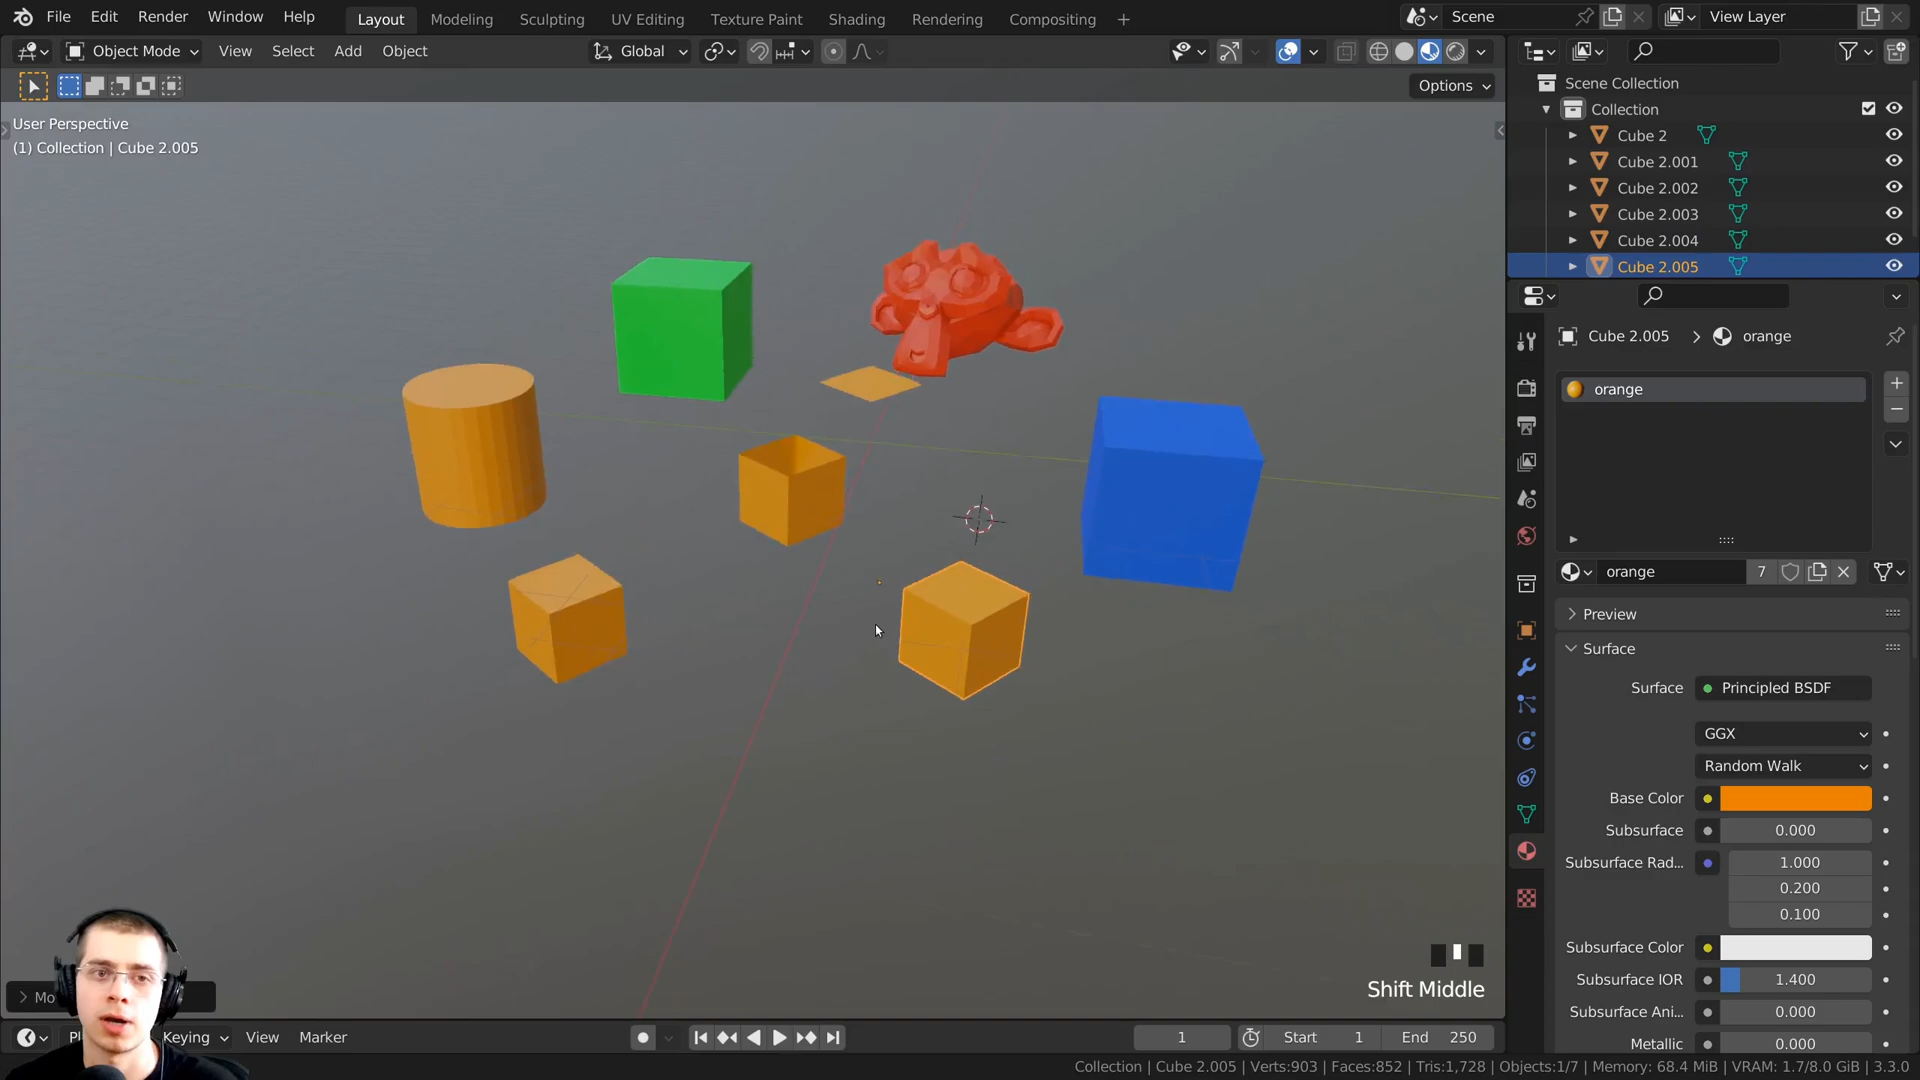 File Edit Render Window Help Layout Modeling Sculpting UV Editing Texture Paint Shading Rendering Compositing + Scene View Layer
Object Mode View Select Add Object Global
Options
User Perspective
(1) Collection | Cube 2.005
Scene Collection
Collection
Cube 2
Cube 2.001
Cube 2.002
Cube 2.003
Cube 2.004
Cube 2.005
Cube 2.005 > orange
orange
orange 7
Preview
Surface
Surface Principled BSDF
GGX
Random Walk
Base Color
Subsurface 0.000
Subsurface Rad... 1.000
0.200
0.100
Subsurface Color
Subsurface IOR 1.400
Subsurface Ani... 0.000
Metallic 0.000
Shift Middle
Mo
Pl Keying View Marker 1 Start 1 End 250
Collection | Cube 2.005 | Verts:903 | Faces:852 | Tris:1,728 | Objects:1/7 | Memory: 68.4 MiB | VRAM: 1.7/8.0 GiB | 3.3.0